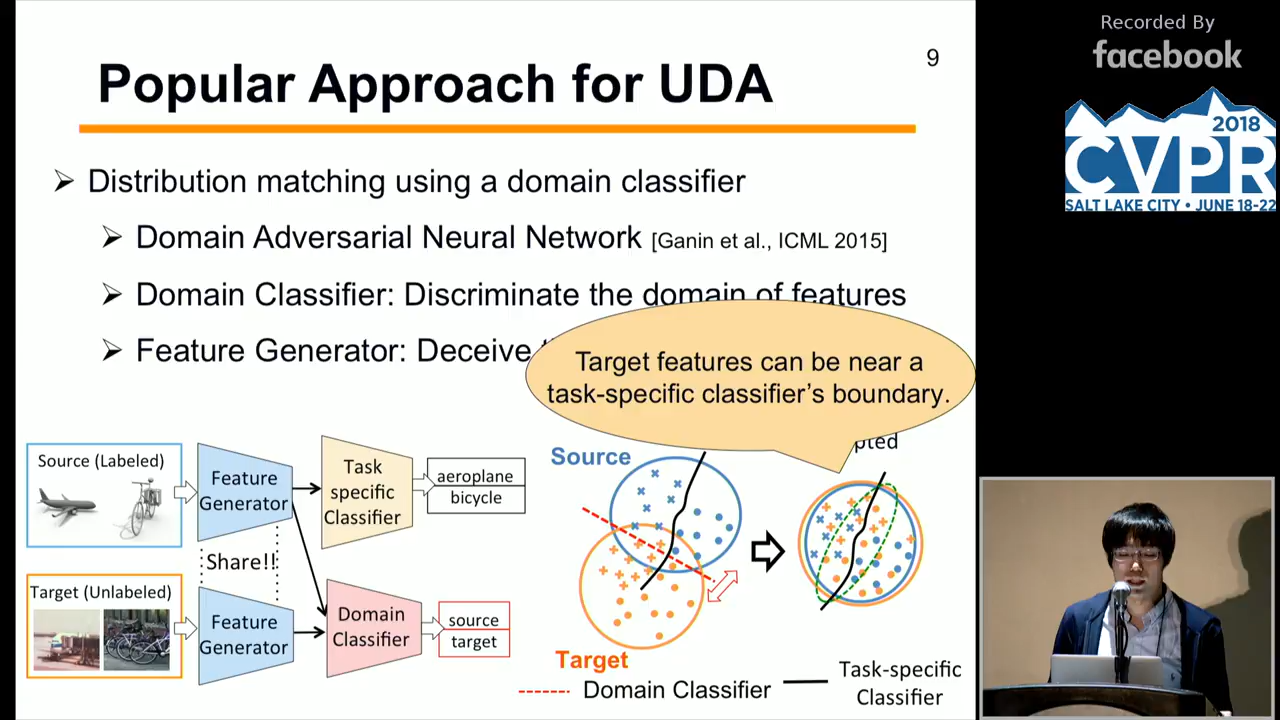 9
Popular Approach for UDA
Distribution matching using a domain classifier
Domain Adversarial Neural Network [Ganin et al., ICML 2015]
Domain Classifier: Discriminate the domain of features
Feature Generator: Deceive
Target features can be near a
task-specific classifier's boundary.
Source (Labeled)
Feature
Generator
Task
specific
Classifier
aeroplane
bicycle
Share!!
Target (Unlabeled)
Feature
Generator
Domain
Classifier
source
target
Source
Target
Domain Classifier
Task-specific
Classifier
Recorded By
facebook
2018
CVPR
SALT LAKE CITY • JUNE 18-22